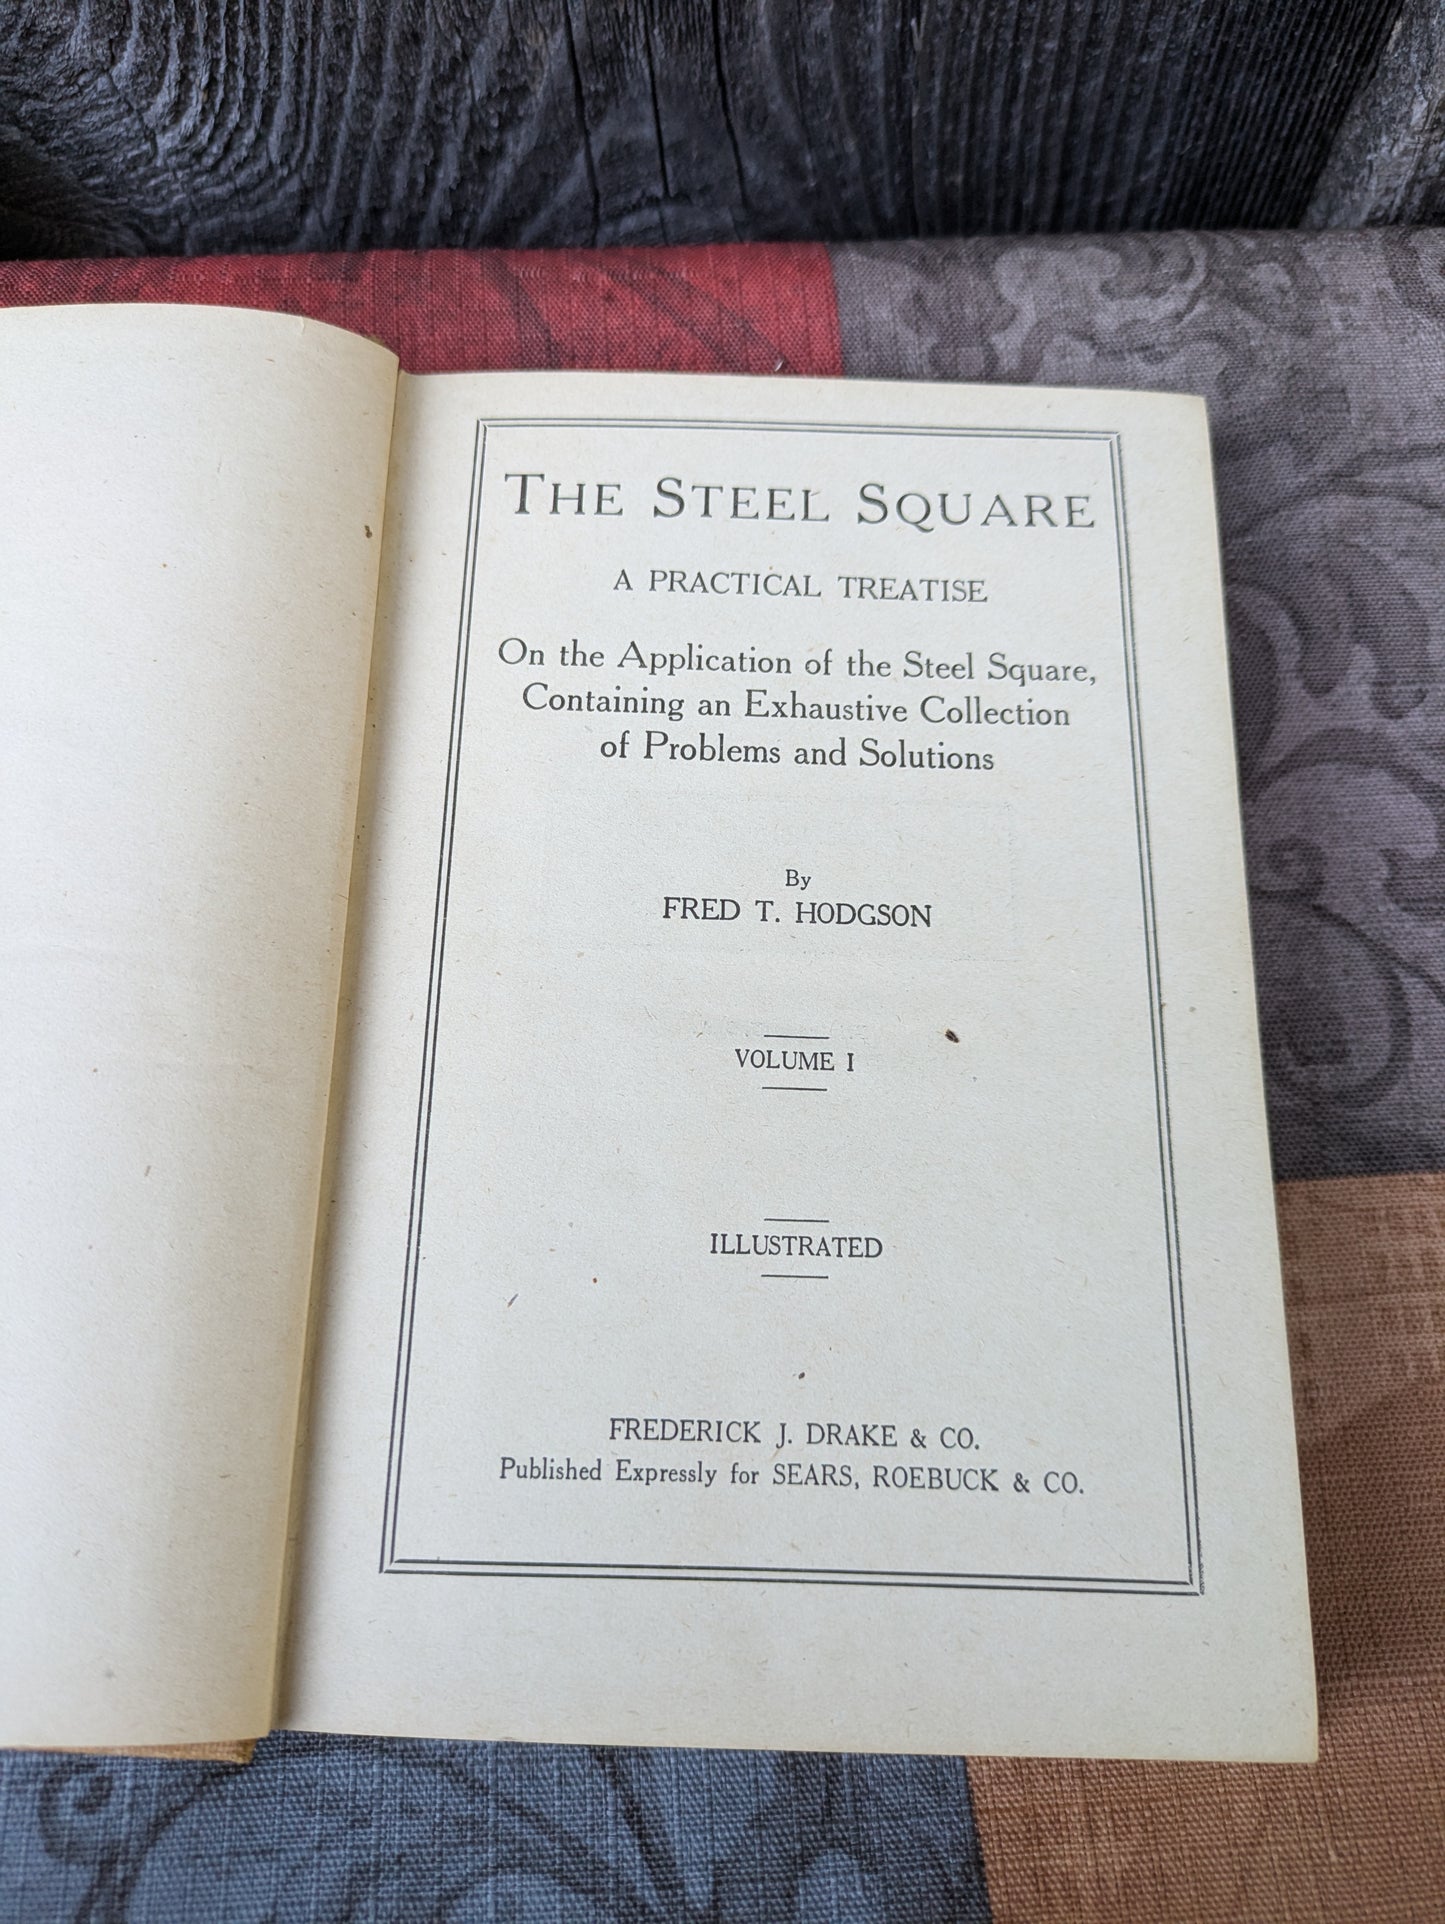 THE STEEL SQUARE
A PRACTICAL TREATISE
On the Application of the Steel Square,
Containing an Exhaustive Collection
of Problems and Solutions
By
FRED T. HODGSON
VOLUME I
ILLUSTRATED
FREDERICK J. DRAKE & CO.
Published Expressly for SEARS, ROEBUCK & CO.